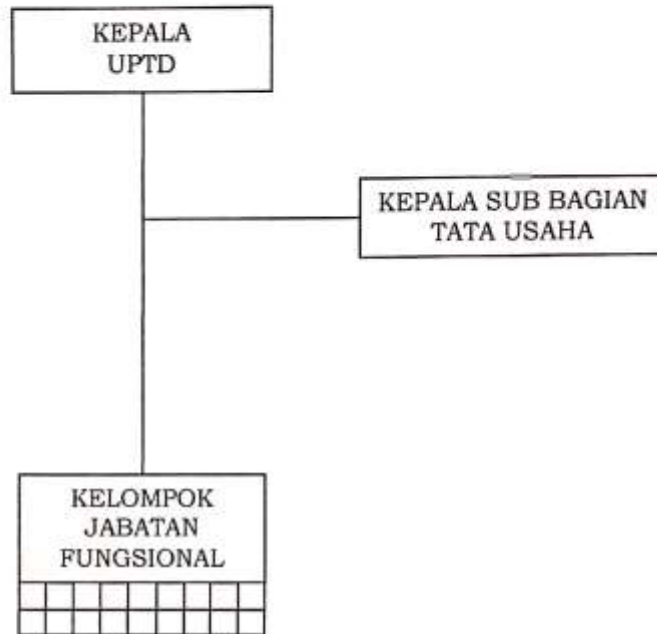 KEPALA
UPTD
KEPALA SUB BAGIAN
TATA USAHA
KELOMPOK
JABATAN
FUNGSIONAL